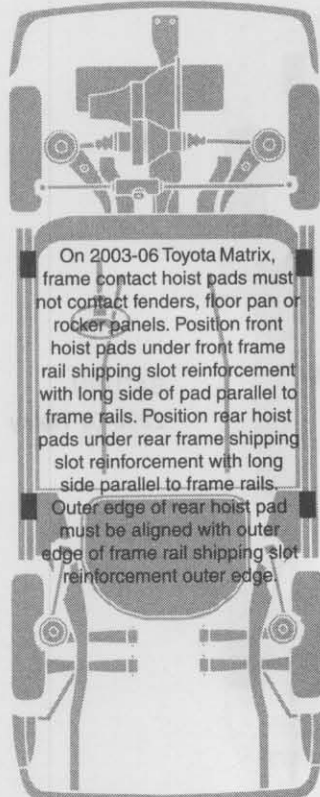 On 2003-06 Toyota Matrix,
frame contact hoist pads must
not contact fenders, floor pan or
rocker panels. Position front
hoist pads under front frame
rail shipping slot reinforcement
with long side of pad parallel to
frame rails. Position rear hoist
pads under rear frame shipping
slot reinforcement with long
side parallel to frame rails.
Outer edge of rear hoist pad
must be aligned with outer
edge of frame rail shipping slot
reinforcement outer edge.